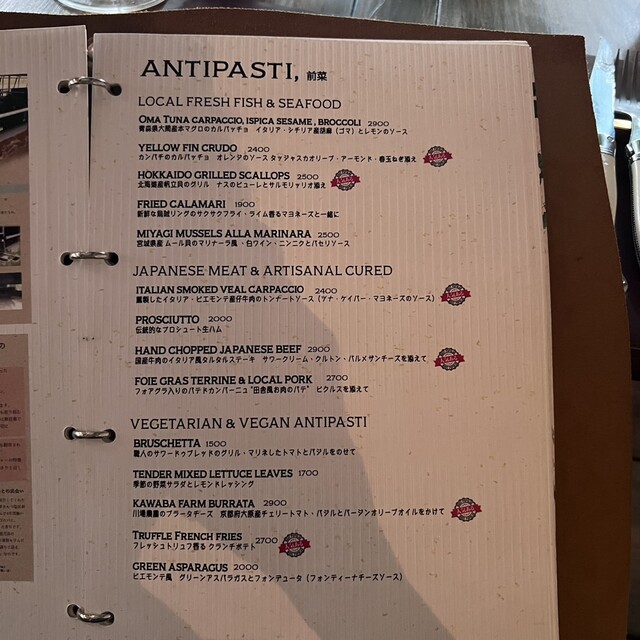 ANTIPASTI, 前菜
LOCAL FRESH FISH & SEAFOOD
OMA TUNA CARPACCIO, ISPICA SESAME, BROCCOLI 2900
青森県大間産本マグロのカルパッチョ イタリア・シチリア産胡麻(ゴマ)とレモンのソース
YELLOW FIN CRUDO 2400
カンパチのカルパッチョ オレンジのソース タッジャスカオリーブ・アーモンド・春玉ねぎ添え
HOKKAIDO GRILLED SCALLOPS 2500
北海道産帆立貝のグリル ナスのピューレとサルモリッリオ添え
FRIED CALAMARI 1900
新鮮な烏賊リングのサクサクフライ・ライム香るマヨネーズと一緒に
MIYAGI MUSSELS ALLA MARINARA 2500
宮城県産 ムール貝のマリナーラ風・白ワイン・ニンニクとパセリソース
JAPANESE MEAT & ARTISANAL CURED
ITALIAN SMOKED VEAL CARPACCIO 2400
燻製したイタリア・ピエモンテ産仔牛肉のトンナートソース(ツナ・ケイパー・マヨネーズのソース)
PROSCIUTTO 2000
伝統的なプロシュート生ハム
HAND CHOPPED JAPANESE BEEF 2900
国産牛肉のイタリア風タルタルステーキ サワークリーム・クルトン・パルメザンチーズを添えて
FOIE GRAS TERRINE & LOCAL PORK 2700
フォアグラ入りのパテドカンパーニュ "田舎風お肉のパテ" ピクルスを添えて
VEGETARIAN & VEGAN ANTIPASTI
BRUSCHETTA 1500
職人のサワードゥブレッドのグリル・マリネしたトマトとバジルをのせて
TENDER MIXED LETTUCE LEAVES 1700
季節の野菜サラダとレモンドレッシング
KAWABA FARM BURRATA 2900
川場農園のブラータチーズ 京都府大原産チェリートマト・バジルとバージンオリーブオイルをかけて
TRUFFLE FRENCH FRIES 2700
フレッシュトリュフ香る クランチポテト
GREEN ASPARAGUS 2000
ピエモンテ風 グリーンアスパラガスとフォンデュータ(フォンティーナチーズソース)